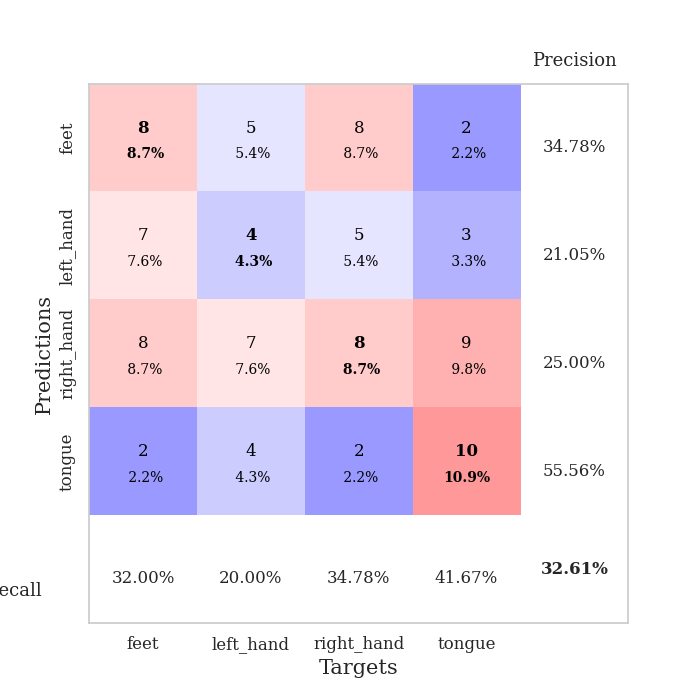 Precision
feet
8 5 8 2
8.7% 5.4% 8.7% 2.2%
34.78%
left_hand
7 4 5 3
7.6% 4.3% 5.4% 3.3%
21.05%
Predictions
right_hand
8 7 8 9
8.7% 7.6% 8.7% 9.8%
25.00%
tongue
2 4 2 10
2.2% 4.3% 2.2% 10.9%
55.56%
ecall
32.00% 20.00% 34.78% 41.67% 32.61%
feet left_hand right_hand tongue
Targets